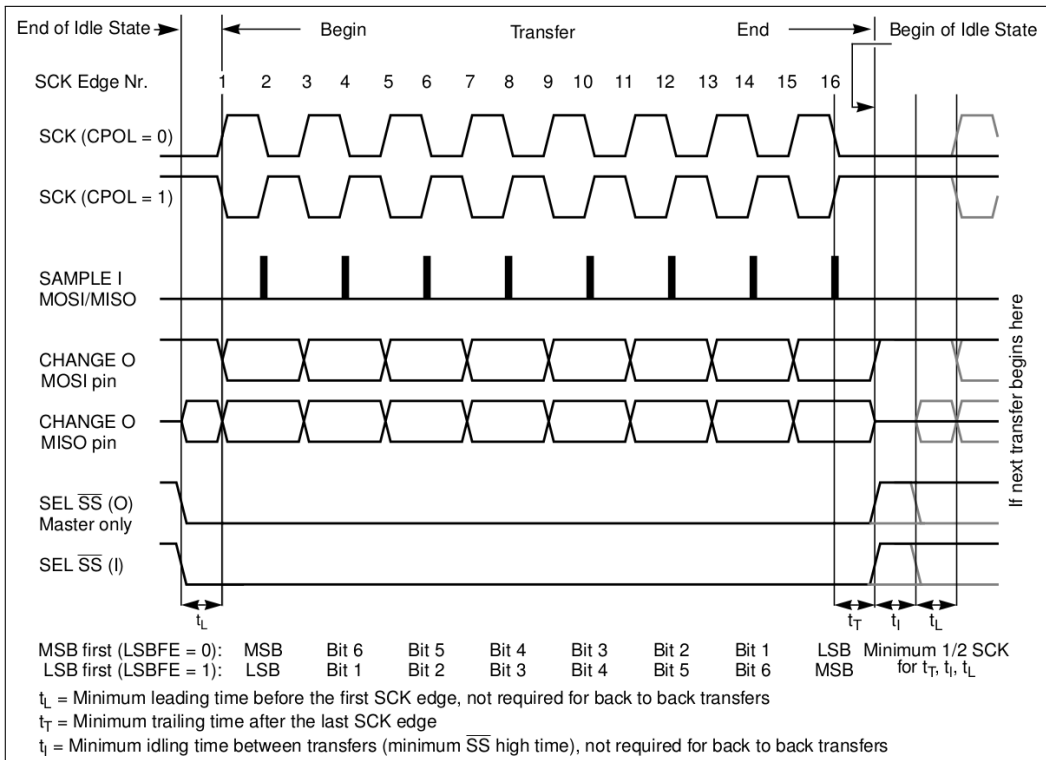 End of Idle State Begin Transfer End Begin of Idle State
SCK Edge Nr. 1 2 3 4 5 6 7 8 9 10 11 12 13 14 15 16
SCK (CPOL = 0)
SCK (CPOL = 1)
SAMPLE I
MOSI/MISO
CHANGE O
MOSI pin
CHANGE O
MISO pin
SEL SS (O)
Master only
SEL SS (I)
If next transfer begins here
tL tT tI tL
MSB first (LSBFE = 0): MSB Bit 6 Bit 5 Bit 4 Bit 3 Bit 2 Bit 1 LSB Minimum 1/2 SCK
LSB first (LSBFE = 1): LSB Bit 1 Bit 2 Bit 3 Bit 4 Bit 5 Bit 6 MSB for tT, tl, tL
tL = Minimum leading time before the first SCK edge, not required for back to back transfers
tT = Minimum trailing time after the last SCK edge
tI = Minimum idling time between transfers (minimum SS high time), not required for back to back transfers